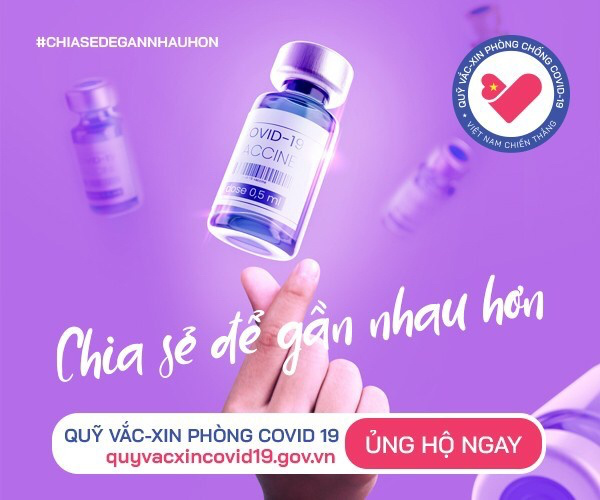 #CHIASEDEGANNHAUHON
QUỸ VẮC-XIN PHÒNG CHỐNG COVID-19
VIỆT NAM CHIẾN THẮNG
COVID-19
VACCINE
dose 0,5 ml
Chia sẻ để gần nhau hơn
QUỸ VẮC-XIN PHÒNG COVID 19
quyvacxincovid19.gov.vn
ỦNG HỘ NGAY